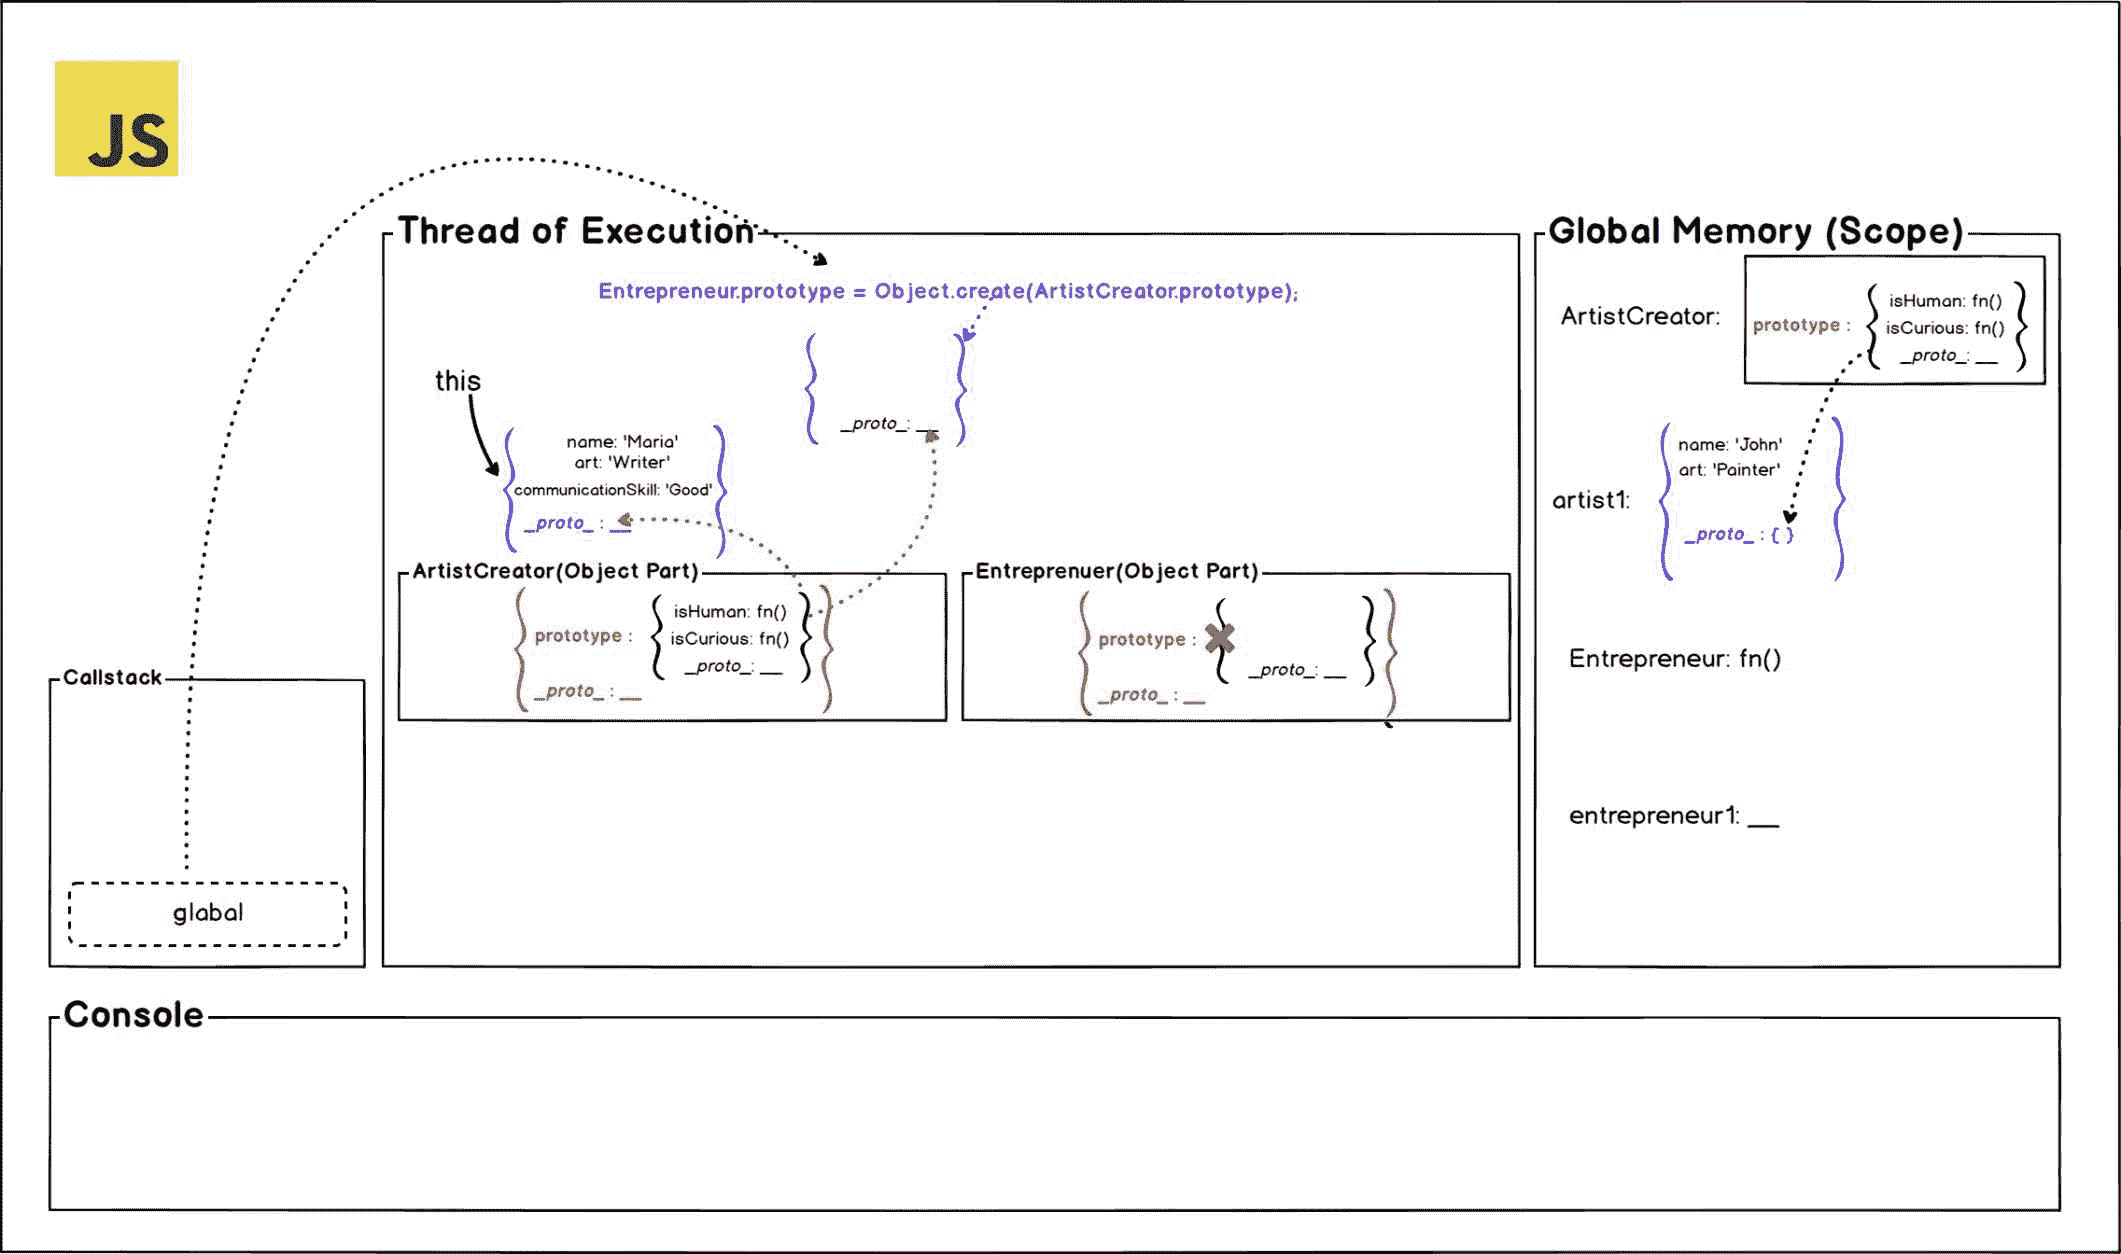 JS
Thread of Execution
Entrepreneur.prototype = Object.create(ArtistCreator.prototype);
_proto_: __
this
name: 'Maria'
art: 'Writer'
communicationSkill: 'Good'
_proto_ : __
ArtistCreator(Object Part)
isHuman: fn()
prototype :
isCurious: fn()
_proto_: __
_proto_ : __
Entreprenuer(Object Part)
prototype :
_proto_: __
_proto_ : __
Global Memory (Scope)
ArtistCreator:
isHuman: fn()
prototype :
isCurious: fn()
_proto_: __
name: 'John'
art: 'Painter'
artist1:
_proto_ : { }
Entrepreneur: fn()
entrepreneur1: __
Callstack
glabal
Console